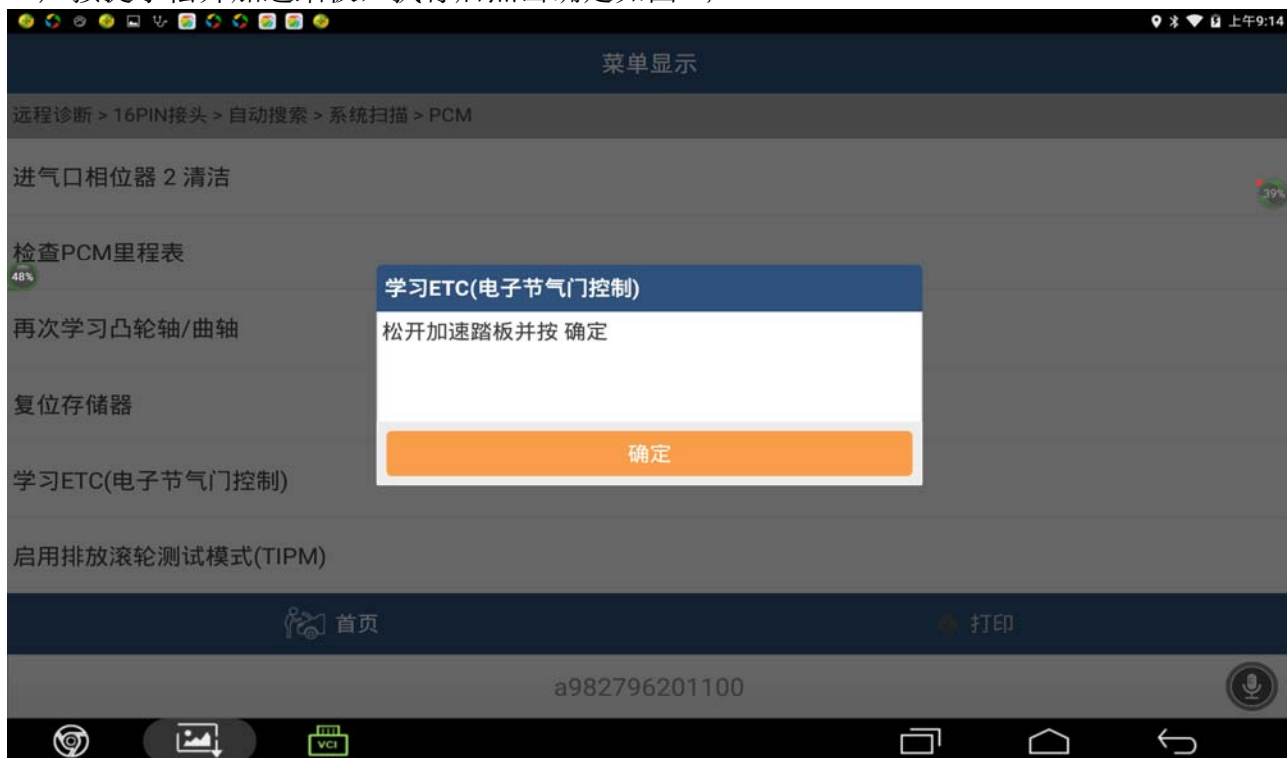 上午9:14
菜单显示
远程诊断 > 16PIN接头 > 自动搜索 > 系统扫描 > PCM
进气口相位器 2 清洁
39%
检查PCM里程表
48%
学习ETC(电子节气门控制)
松开加速踏板并按 确定
再次学习凸轮轴/曲轴
复位存储器
确定
学习ETC(电子节气门控制)
启用排放滚轮测试模式(TIPM)
首页
打印
a982796201100
VCI